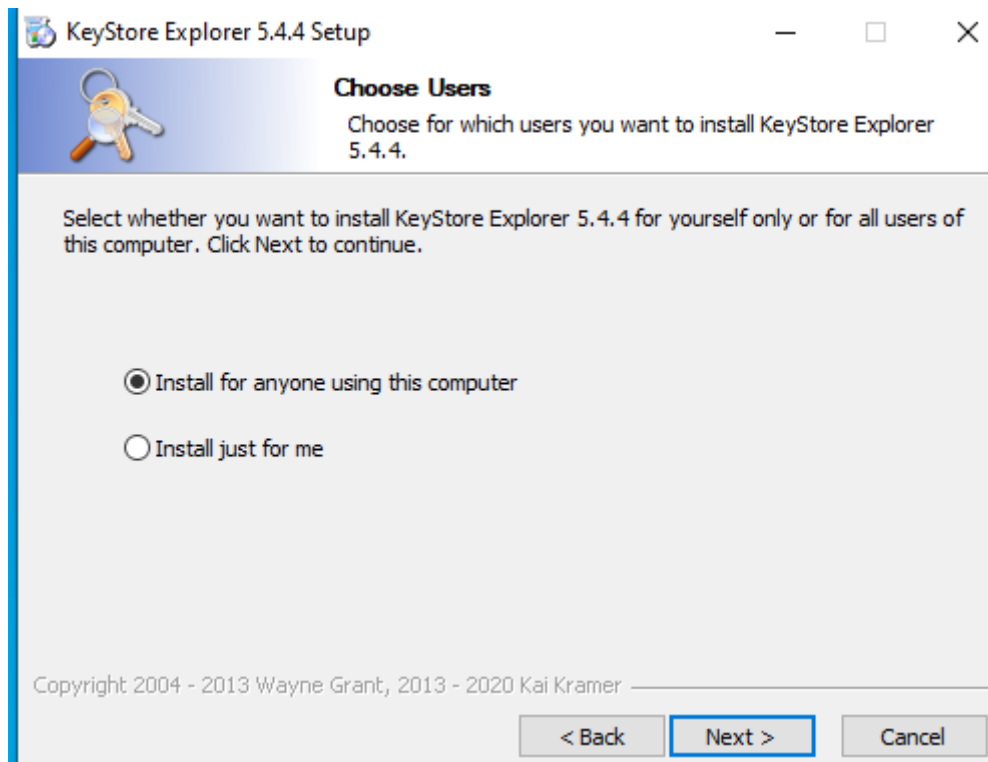 KeyStore Explorer 5.4.4 Setup
Choose Users
Choose for which users you want to install KeyStore Explorer
5.4.4.
Select whether you want to install KeyStore Explorer 5.4.4 for yourself only or for all users of
this computer. Click Next to continue.
Install for anyone using this computer
Install just for me
Copyright 2004 - 2013 Wayne Grant, 2013 - 2020 Kai Kramer
< Back Next > Cancel